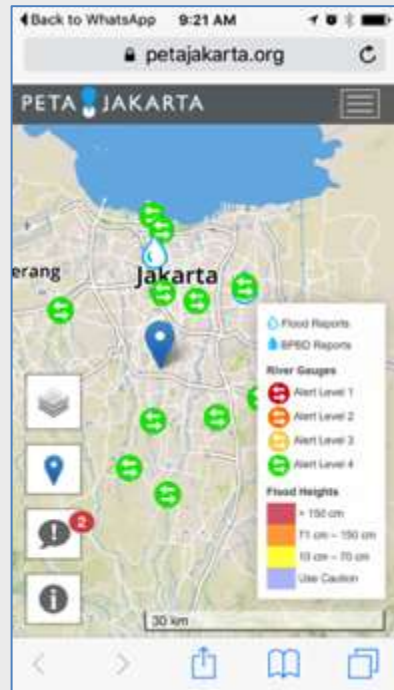 Back to WhatsApp 9:21 AM
petajakarta.org
PETA JAKARTA
erang
Jakarta
Flood Reports
BPBD Reports
River Gauges
Alert Level 1
Alert Level 2
Alert Level 3
Alert Level 4
Flood Heights
> 150 cm
71 cm – 150 cm
10 cm – 70 cm
Use Caution
2
30 km